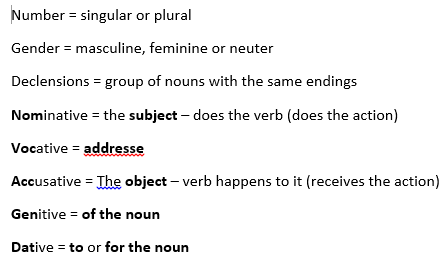 Number = singular or plural
Gender = masculine, feminine or neuter
Declensions = group of nouns with the same endings
Nominative = the subject – does the verb (does the action)
Vocative = addresse
Accusative = The object – verb happens to it (receives the action)
Genitive = of the noun
Dative = to or for the noun